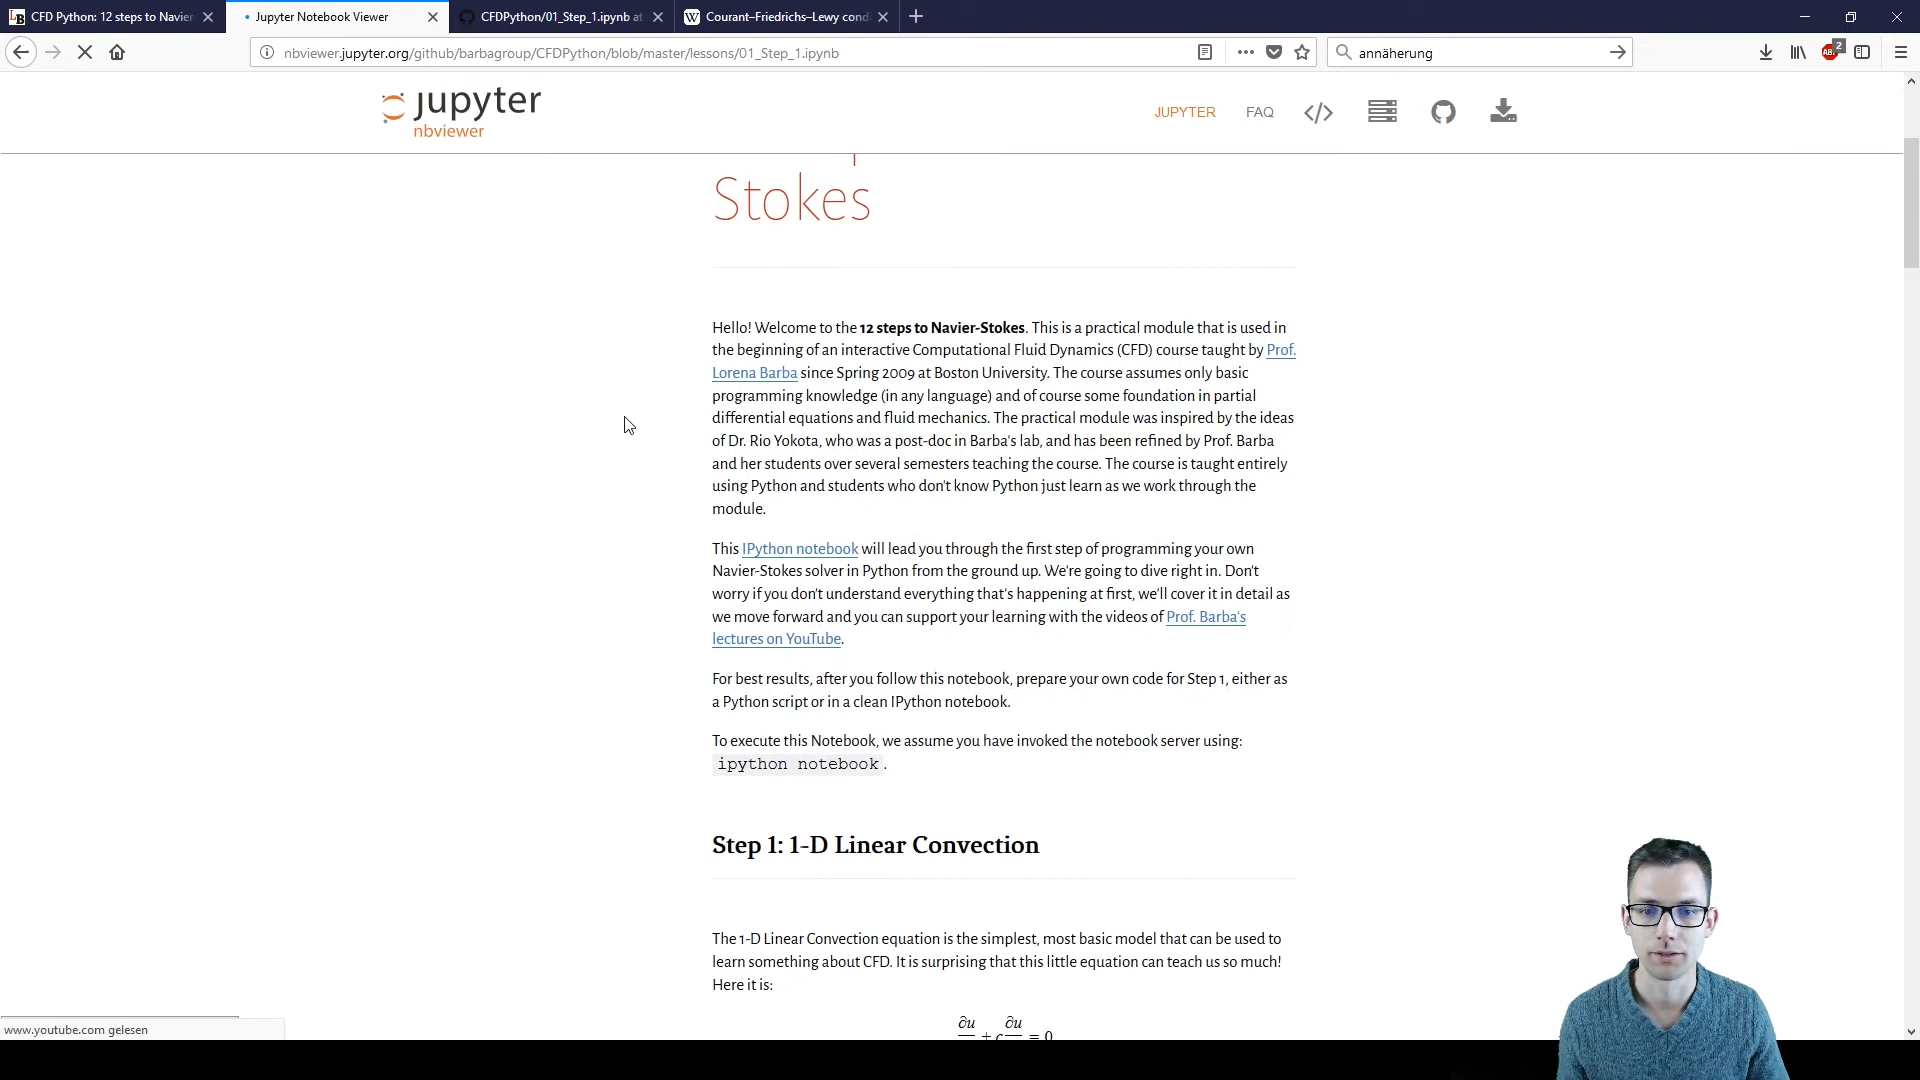 CFD Python: 12 steps to Navier
Jupyter Notebook Viewer
CFDPython/01_Step_1.ipynb at
W Courant–Friedrichs–Lewy cond
nbviewer.jupyter.org/github/barbagroup/CFDPython/blob/master/lessons/01_Step_1.ipynb
annäherung
ABP
2
jupyter
nbviewer
JUPYTER
FAQ
</>
Stokes
Hello! Welcome to the 12 steps to Navier-Stokes. This is a practical module that is used in
the beginning of an interactive Computational Fluid Dynamics (CFD) course taught by Prof.
Lorena Barba since Spring 2009 at Boston University. The course assumes only basic
programming knowledge (in any language) and of course some foundation in partial
differential equations and fluid mechanics. The practical module was inspired by the ideas
of Dr. Rio Yokota, who was a post-doc in Barba's lab, and has been refined by Prof. Barba
and her students over several semesters teaching the course. The course is taught entirely
using Python and students who don't know Python just learn as we work through the
module.
This IPython notebook will lead you through the first step of programming your own
Navier-Stokes solver in Python from the ground up. We're going to dive right in. Don't
worry if you don't understand everything that's happening at first, we'll cover it in detail as
we move forward and you can support your learning with the videos of Prof. Barba's
lectures on YouTube.
For best results, after you follow this notebook, prepare your own code for Step 1, either as
a Python script or in a clean IPython notebook.
To execute this Notebook, we assume you have invoked the notebook server using:
ipython notebook.
Step 1: 1-D Linear Convection
The 1-D Linear Convection equation is the simplest, most basic model that can be used to
learn something about CFD. It is surprising that this little equation can teach us so much!
Here it is:
∂u + c ∂u = 0
www.youtube.com gelesen